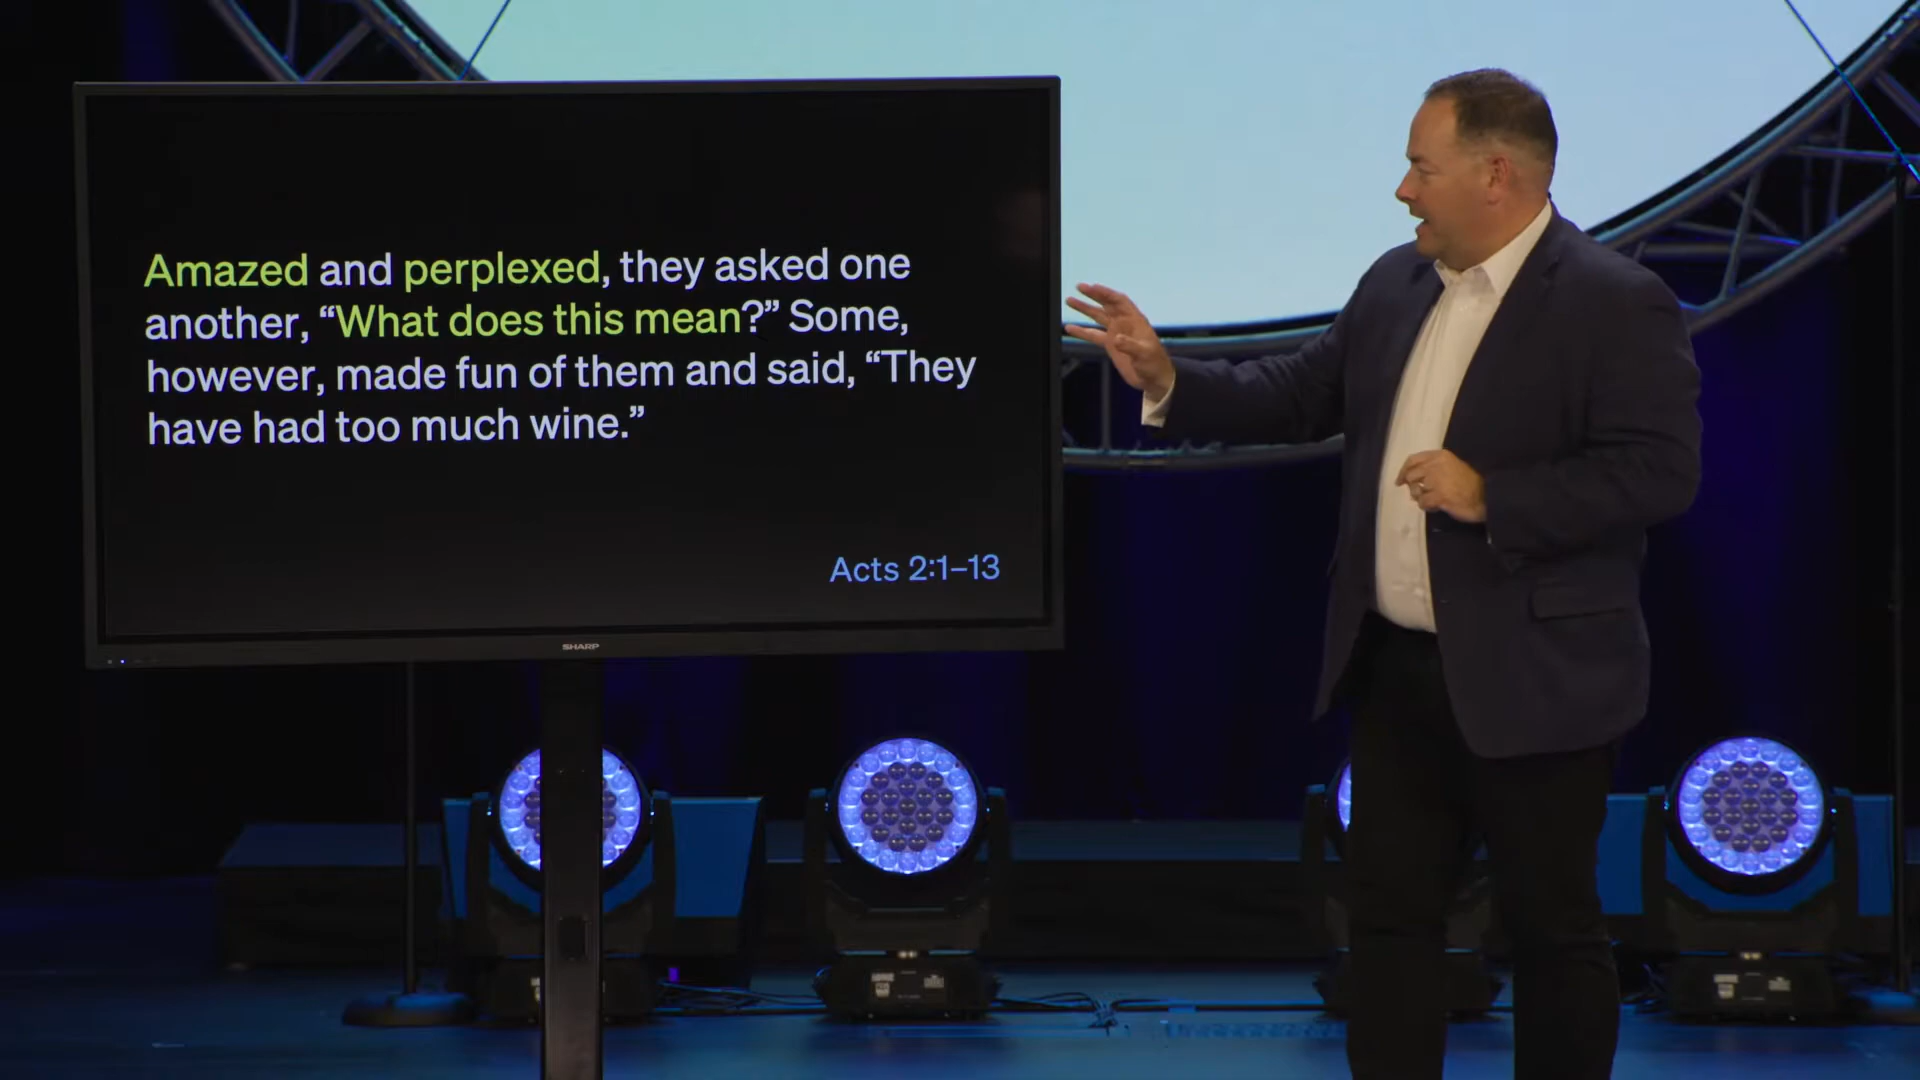 Amazed and perplexed, they asked one
another, “What does this mean?” Some,
however, made fun of them and said, “They
have had too much wine.”
Acts 2:1–13
SHARP